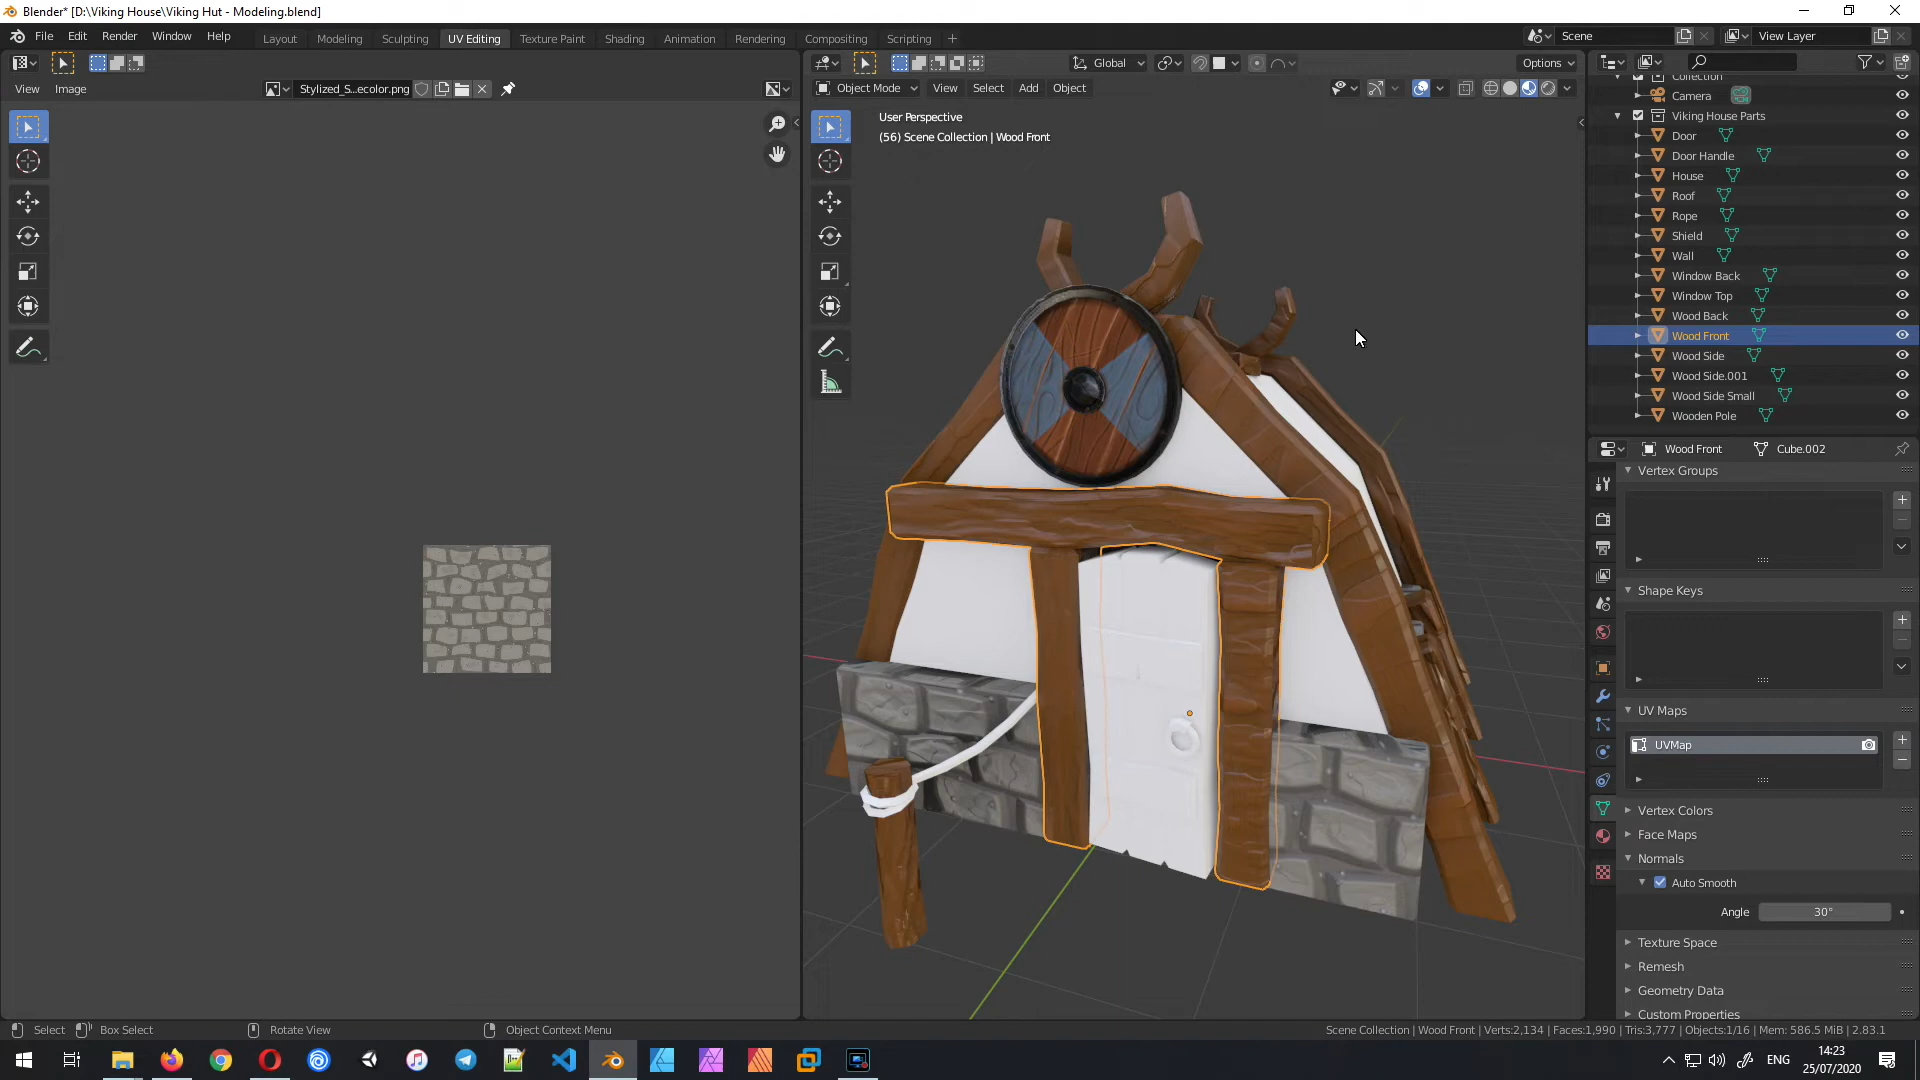 Blender* [D:\Viking House\Viking Hut - Modeling.blend]
File Edit Render Window Help
Layout Modeling Sculpting UV Editing Texture Paint Shading Animation Rendering Compositing Scripting
Scene
View Layer
View Image
Stylized_S...ecolor.png
Global
Options
Object Mode View Select Add Object
User Perspective
(56) Scene Collection | Wood Front
Collection
Camera
Viking House Parts
Door
Door Handle
House
Roof
Rope
Shield
Wall
Window Back
Window Top
Wood Back
Wood Front
Wood Side
Wood Side.001
Wood Side Small
Wooden Pole
Wood Front Cube.002
Vertex Groups
Shape Keys
UV Maps
UVMap
Vertex Colors
Face Maps
Normals
Auto Smooth
Angle 30°
Texture Space
Remesh
Geometry Data
Custom Properties
Select Box Select Rotate View Object Context Menu
Scene Collection | Wood Front | Verts:2,134 | Faces:1,990 | Tris:3,777 | Objects:1/16 | Mem: 586.5 MiB | 2.83.1
ENG
14:23
25/07/2020